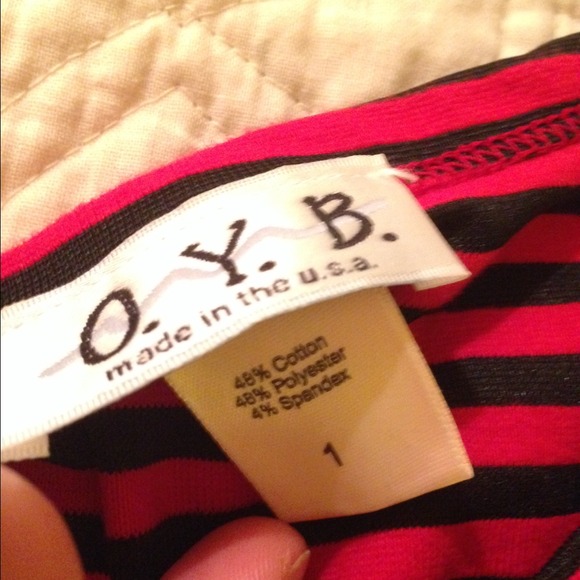 O. Y. B.
made in the u.s.a.
48% Cotton
48% Polyester
4% Spandex
1